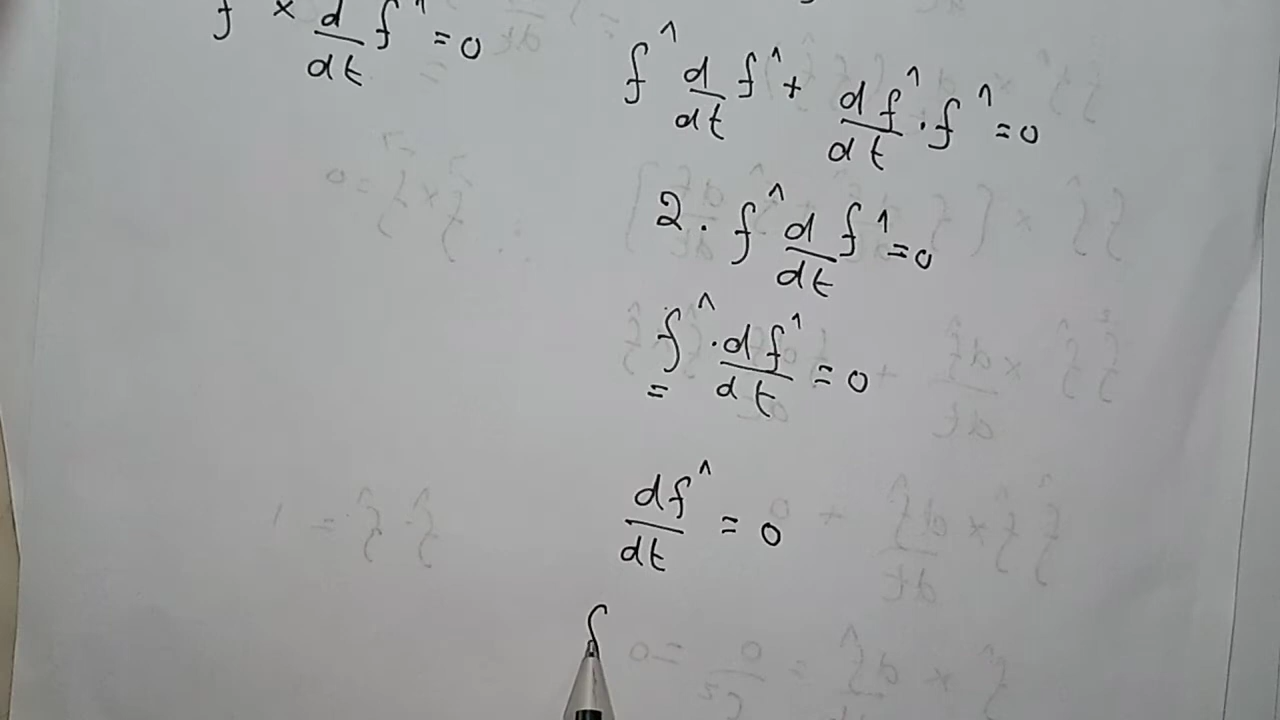 f × d/dt f^ = 0
f^ d/dt f^ + df^/dt · f^ = 0
2 · f^ d/dt f^ = 0
= f^ · df^/dt = 0
df^/dt = 0
f